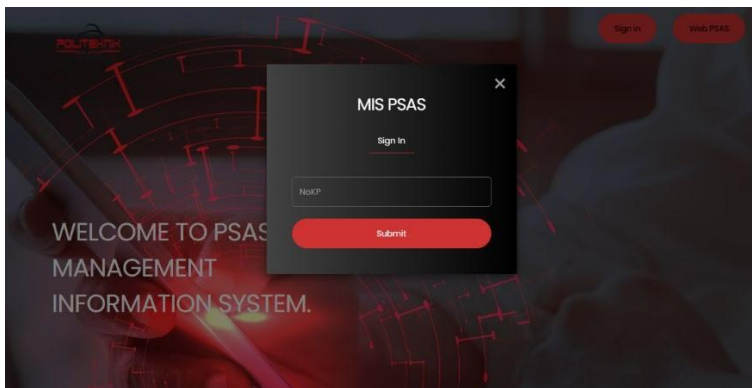 POLITEKNIK
Sign in
Web PSAS
MIS PSAS
Sign In
NoKP
Submit
WELCOME TO PSAS
MANAGEMENT
INFORMATION SYSTEM.